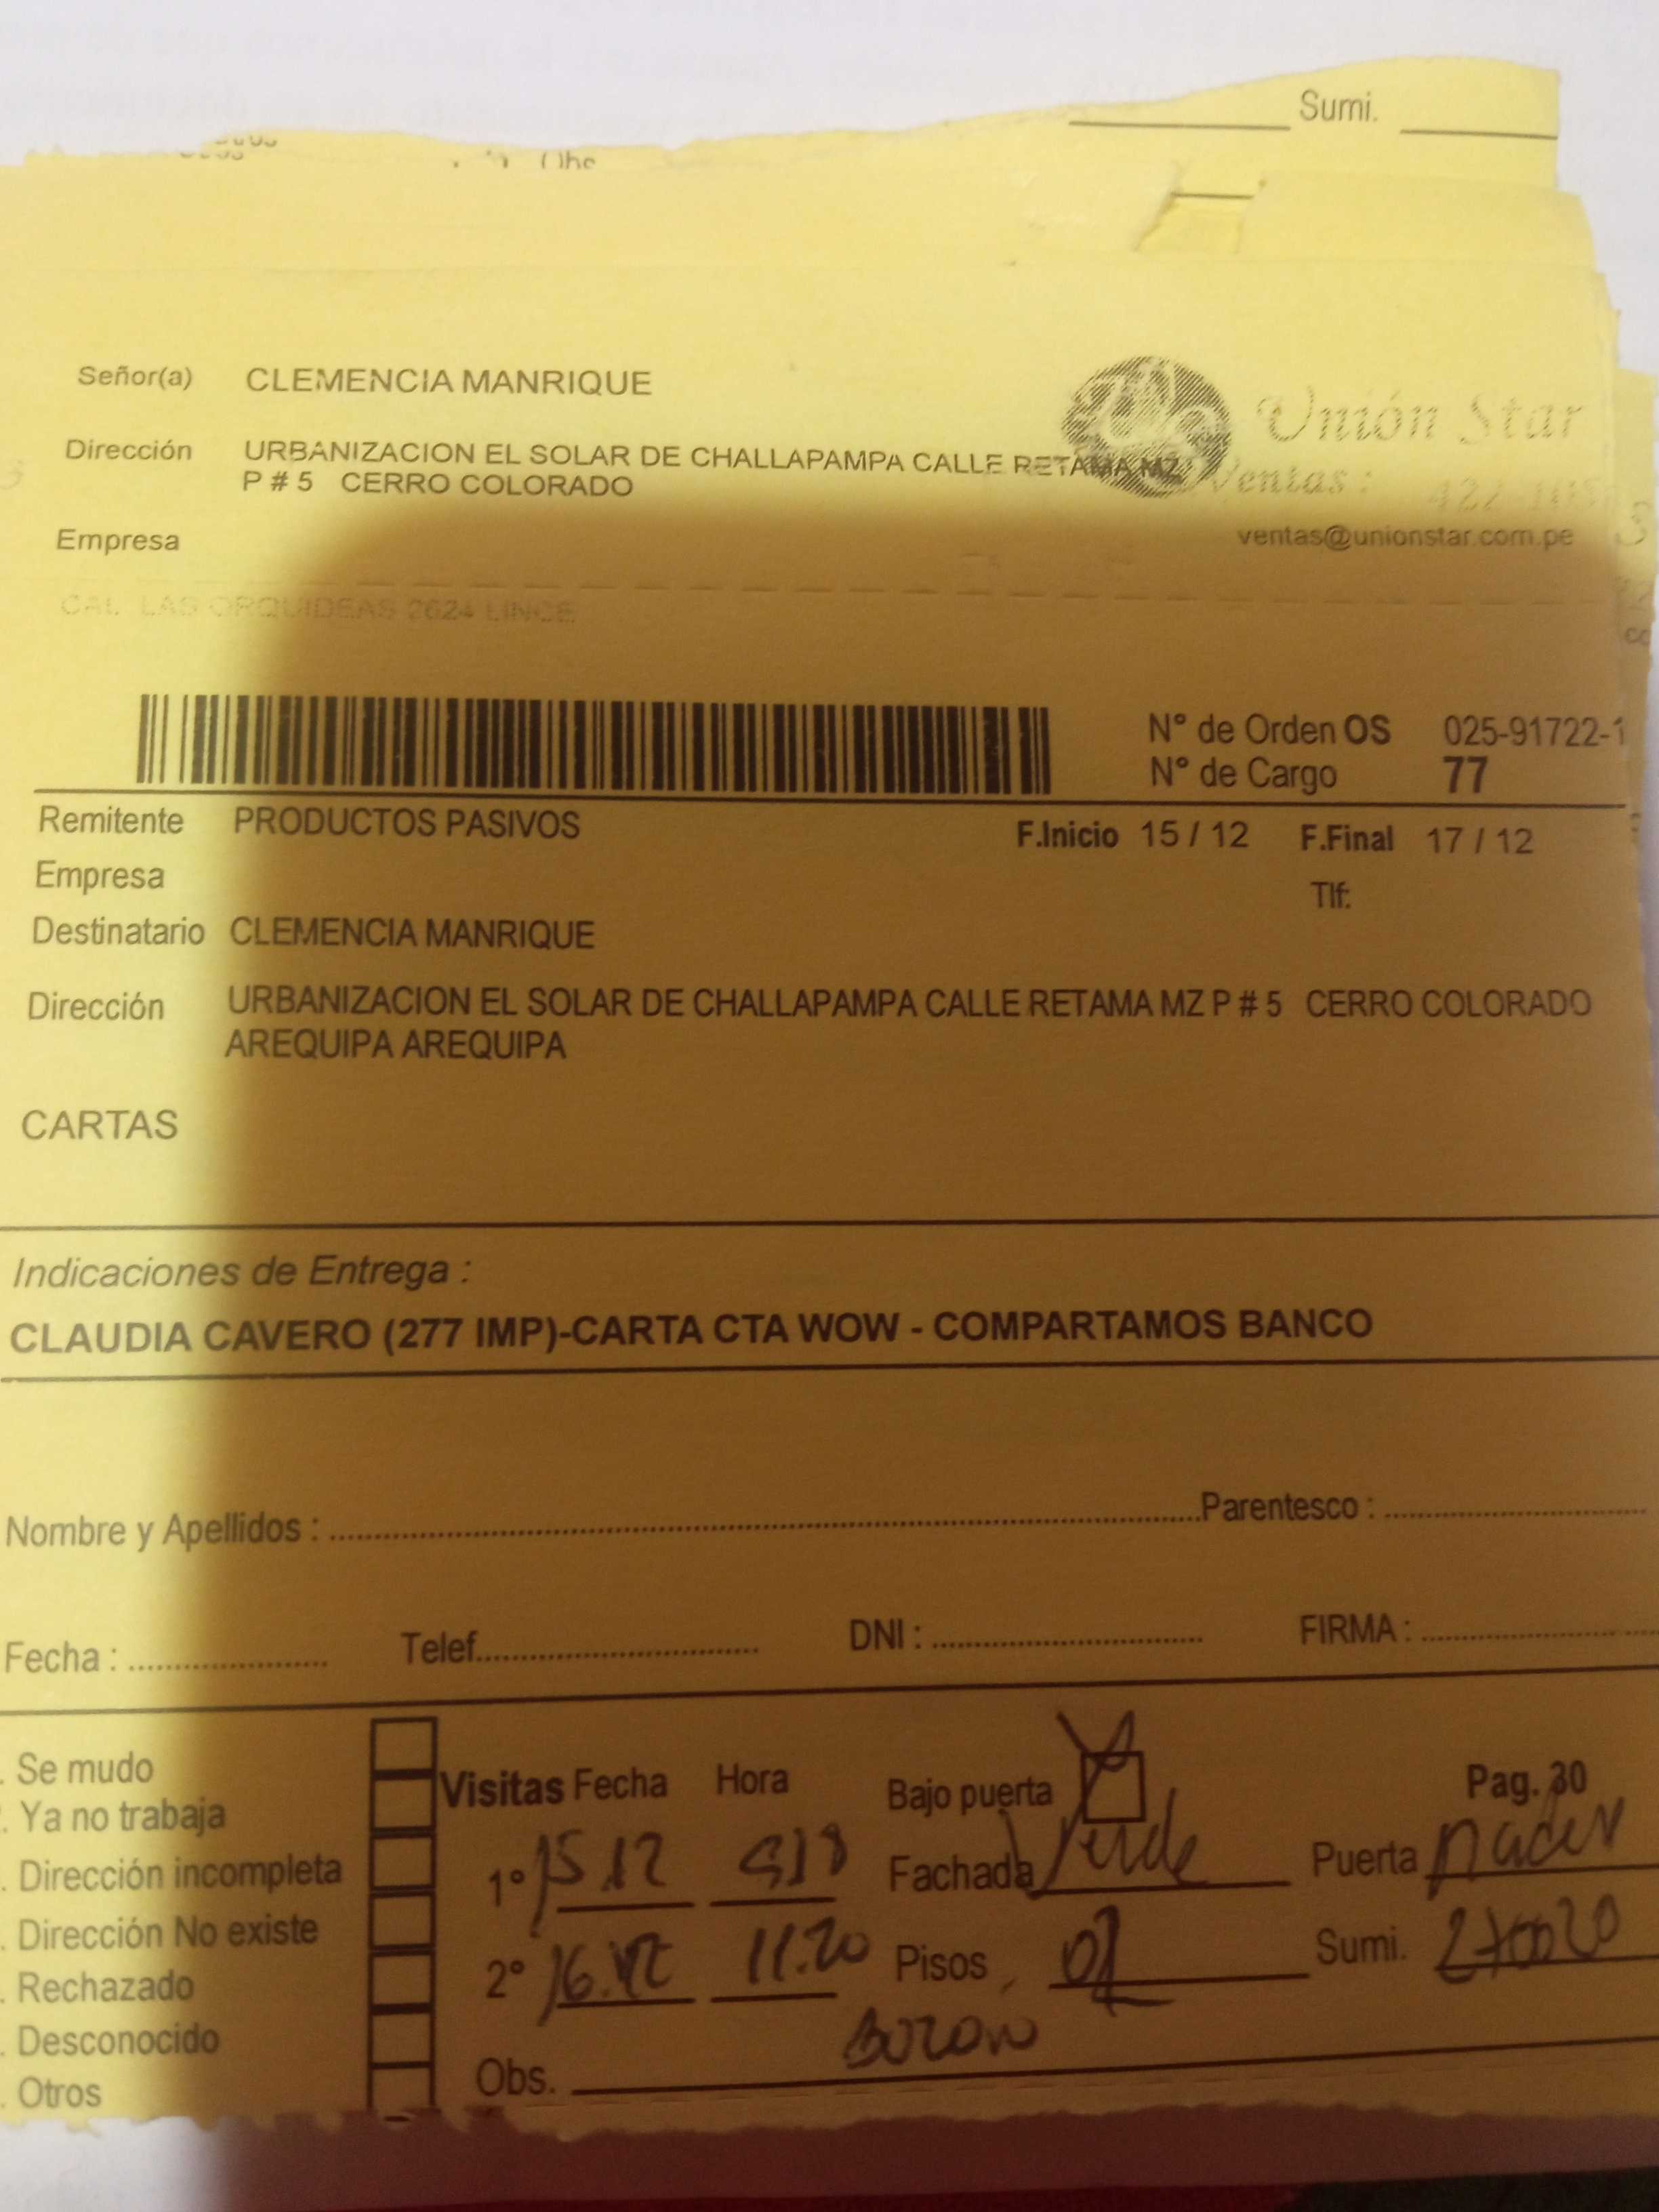 Sumi.
Señor(a) CLEMENCIA MANRIQUE
Unión Star
Dirección URBANIZACION EL SOLAR DE CHALLAPAMPA CALLE RETAMA MZ
P # 5 CERRO COLORADO
Ventas :
Empresa
ventas@unionstar.com.pe
CAL LAS ORQUIDEAS 2624 LINCE
N° de Orden OS 025-91722-1
N° de Cargo 77
Remitente PRODUCTOS PASIVOS F.Inicio 15 / 12 F.Final 17 / 12
Empresa Tlf:
Destinatario CLEMENCIA MANRIQUE
Dirección URBANIZACION EL SOLAR DE CHALLAPAMPA CALLE RETAMA MZ P # 5 CERRO COLORADO
AREQUIPA AREQUIPA
CARTAS
Indicaciones de Entrega :
CLAUDIA CAVERO (277 IMP)-CARTA CTA WOW - COMPARTAMOS BANCO
Nombre y Apellidos : Parentesco :
Fecha : Telef. DNI : FIRMA :
. Se mudo
. Ya no trabaja
. Dirección incompleta
. Dirección No existe
. Rechazado
. Desconocido
. Otros
Visitas Fecha Hora Bajo puerta Pag. 30
1° 15.12 Fachada Verde Puerta
2° 16.12 11.20 Pisos Sumi.
Obs. Buzon